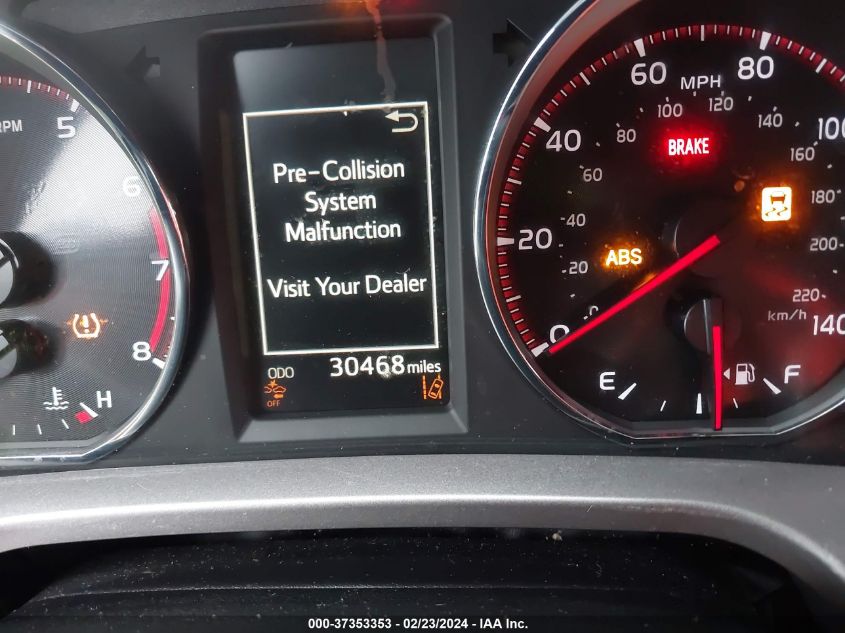 Pre-Collision
System
Malfunction
Visit Your Dealer
ODO 30468 miles
OFF
RPM
5
6
7
8
H
MPH
0
20
40
60
80
100
140
km/h
0
20
40
60
80
100
120
140
160
180
200
220
BRAKE
ABS
E
F
000-37353353 - 02/23/2024 - IAA Inc.